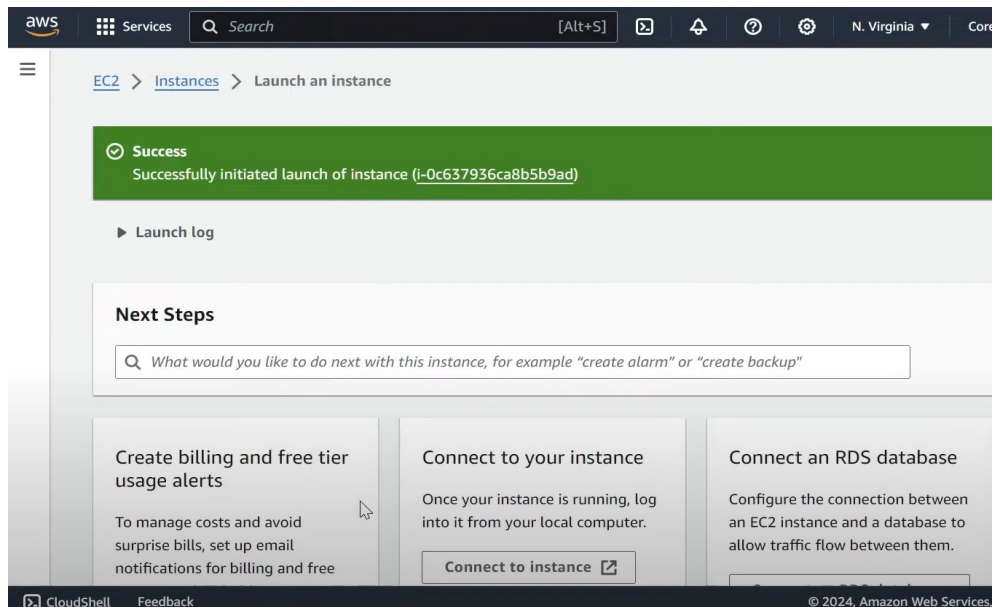 aws
Services
Search [Alt+S]
N. Virginia
EC2 > Instances > Launch an instance
Success
Successfully initiated launch of instance (i-0c637936ca8b5b9ad)
Launch log
Next Steps
What would you like to do next with this instance, for example “create alarm” or “create backup"
Create billing and free tier
usage alerts
To manage costs and avoid
surprise bills, set up email
notifications for billing and free
Connect to your instance
Once your instance is running, log
into it from your local computer.
Connect to instance
Connect an RDS database
Configure the connection between
an EC2 instance and a database to
allow traffic flow between them.
CloudShell Feedback © 2024, Amazon Web Services,